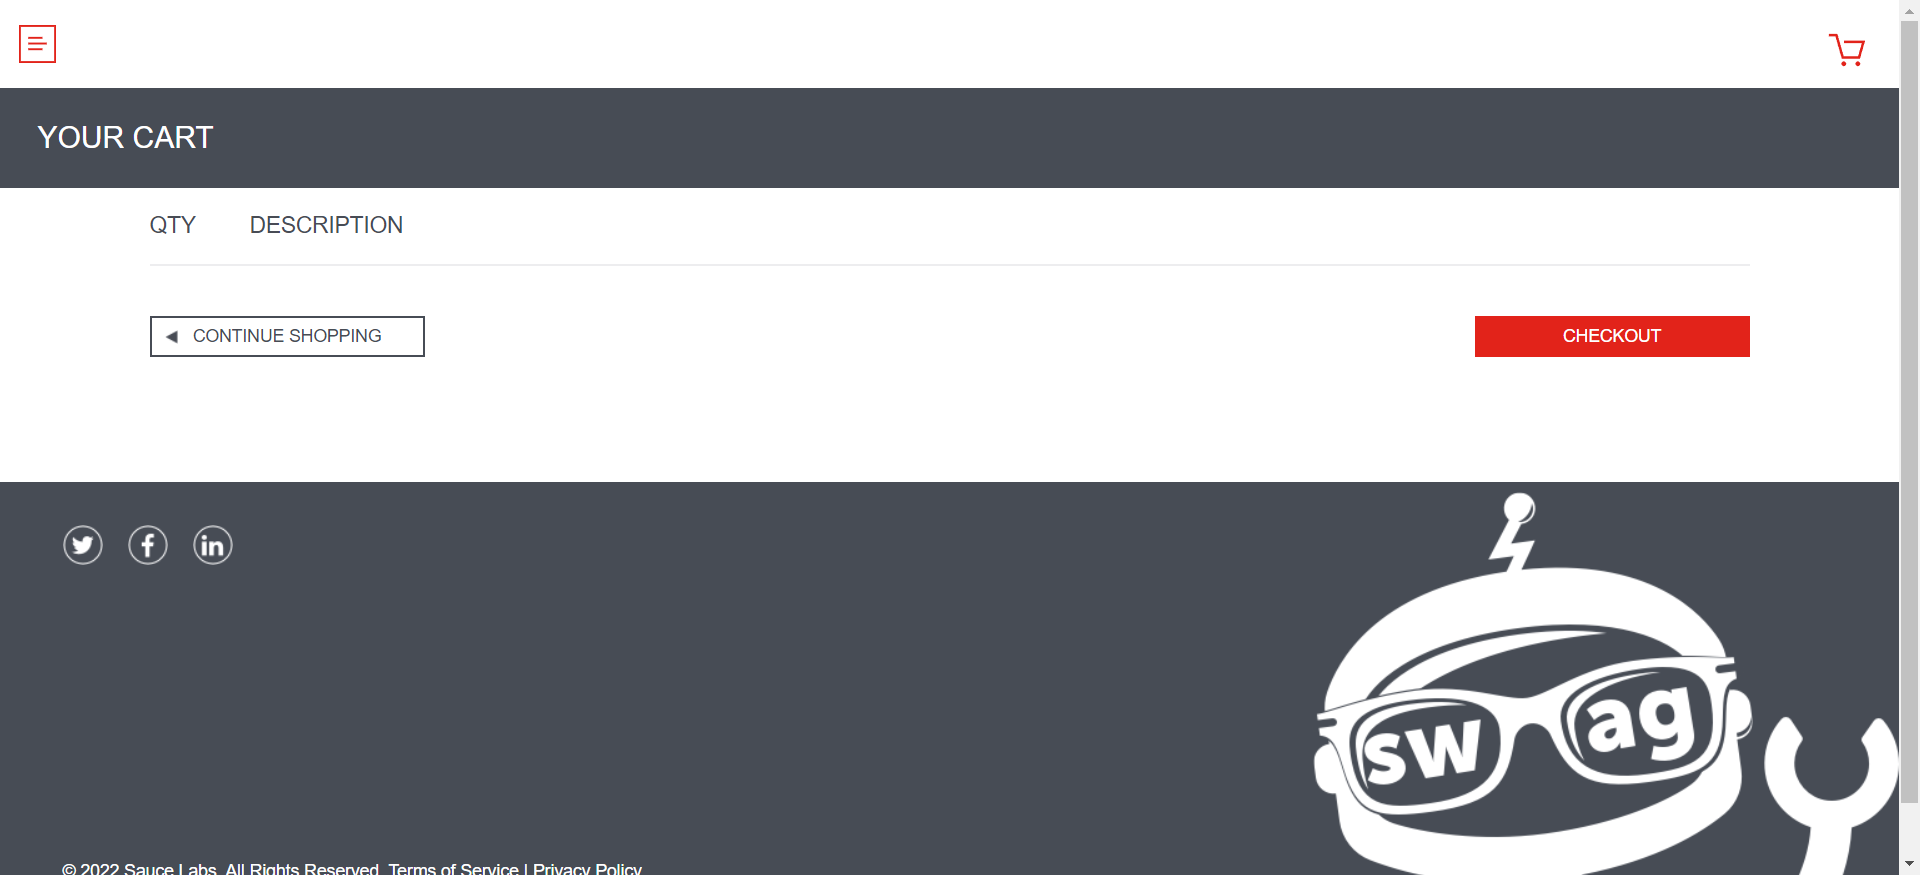 YOUR CART
QTY DESCRIPTION
CONTINUE SHOPPING
CHECKOUT
sw ag
© 2022 Sauce Labs. All Rights Reserved. Terms of Service | Privacy Policy